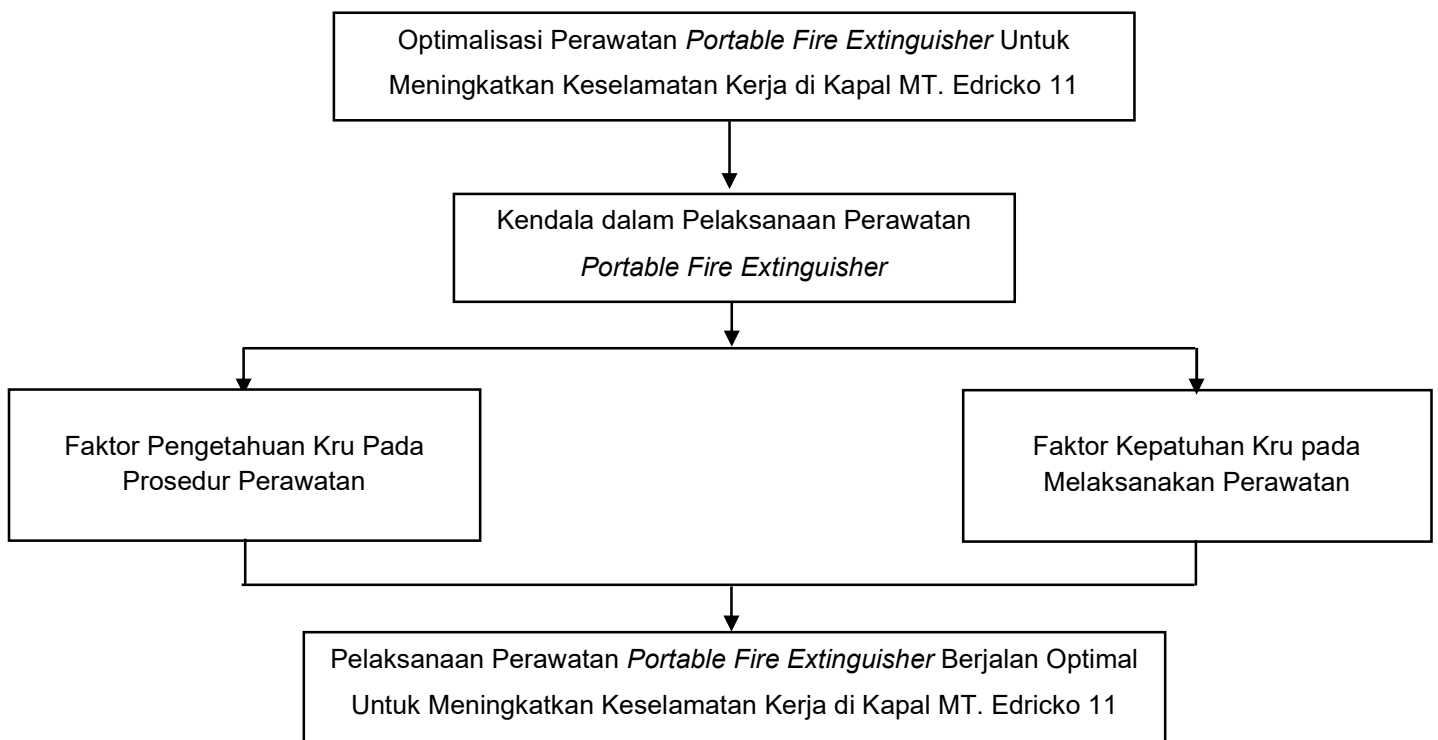 Optimalisasi Perawatan Portable Fire Extinguisher Untuk
Meningkatkan Keselamatan Kerja di Kapal MT. Edricko 11
Kendala dalam Pelaksanaan Perawatan
Portable Fire Extinguisher
Faktor Pengetahuan Kru Pada
Prosedur Perawatan
Faktor Kepatuhan Kru pada
Melaksanakan Perawatan
Pelaksanaan Perawatan Portable Fire Extinguisher Berjalan Optimal
Untuk Meningkatkan Keselamatan Kerja di Kapal MT. Edricko 11